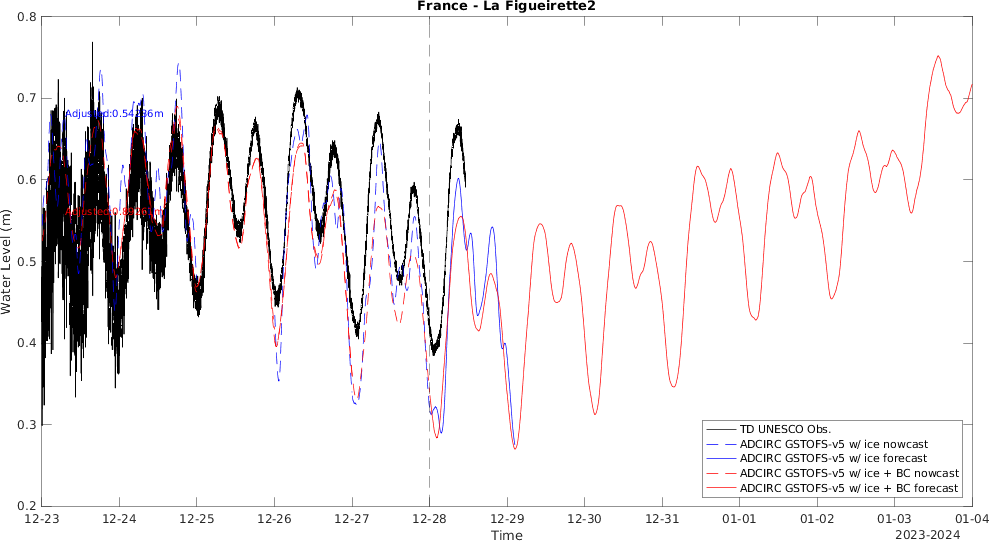 France - La Figueirette2
0.8
0.7
0.6
0.5
0.4
0.3
0.2
Water Level (m)
Adjusted:0.54236m
12-23
12-24
12-25
12-26
12-27
12-28
12-29
12-30
12-31
01-01
01-02
01-03
01-04
Time
2023-2024
TD UNESCO Obs.
ADCIRC GSTOFS-v5 w/ ice nowcast
ADCIRC GSTOFS-v5 w/ ice forecast
ADCIRC GSTOFS-v5 w/ ice + BC nowcast
ADCIRC GSTOFS-v5 w/ ice + BC forecast